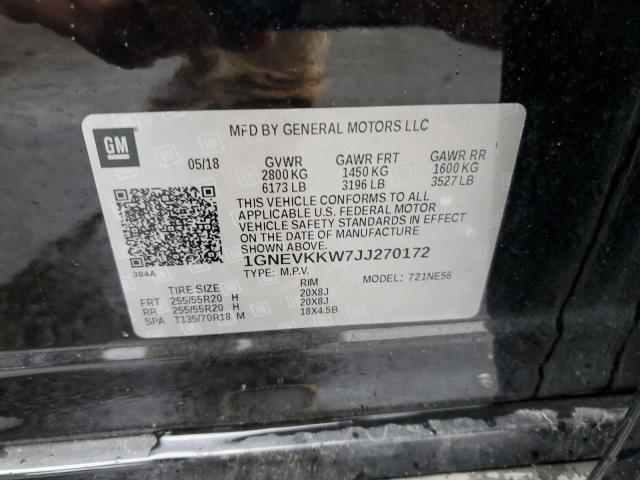 GM
MFD BY GENERAL MOTORS LLC
05/18 GVWR GAWR FRT GAWR RR
2800 KG 1450 KG 1600 KG
6173 LB 3196 LB 3527 LB
THIS VEHICLE CONFORMS TO ALL
APPLICABLE U.S. FEDERAL MOTOR
VEHICLE SAFETY STANDARDS IN EFFECT
ON THE DATE OF MANUFACTURE
SHOWN ABOVE.
384A
1GNEVKKW7JJ270172
TYPE: M.P.V. MODEL: 721NE56
TIRE SIZE RIM
FRT 255/55R20 H 20X8J
RR 255/55R20 H 20X8J
SPA T135/70R18 M 18X4.5B